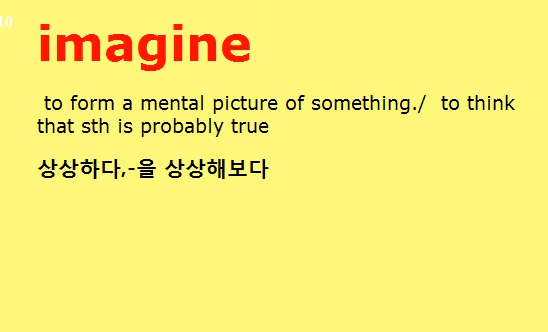 imagine
to form a mental picture of something./ to think
that sth is probably true
상상하다,-을 상상해보다